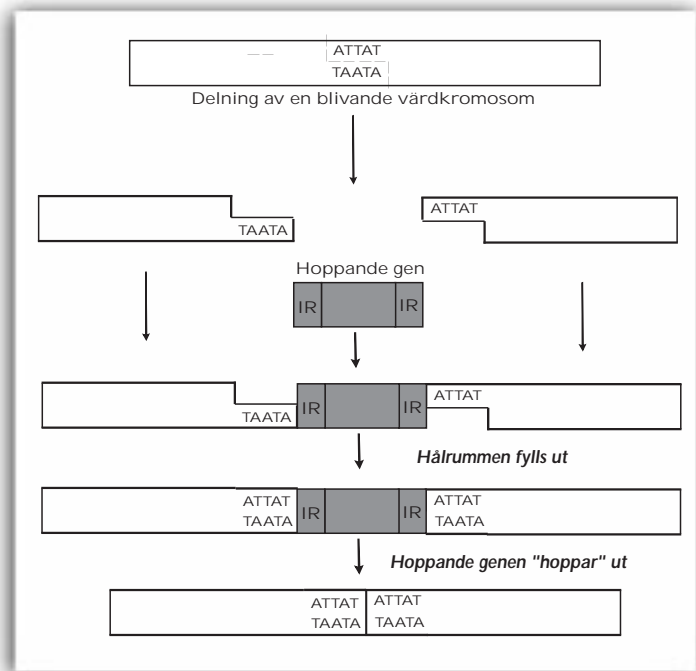 ATTAT
TAATA
Delning av en blivande värdkromosom
TAATA
ATTAT
Hoppande gen
IR IR
TAATA IR IR ATTAT
Hålrummen fylls ut
ATTAT ATTAT
TAATA IR IR TAATA
Hoppande genen "hoppar" ut
ATTAT ATTAT
TAATA TAATA